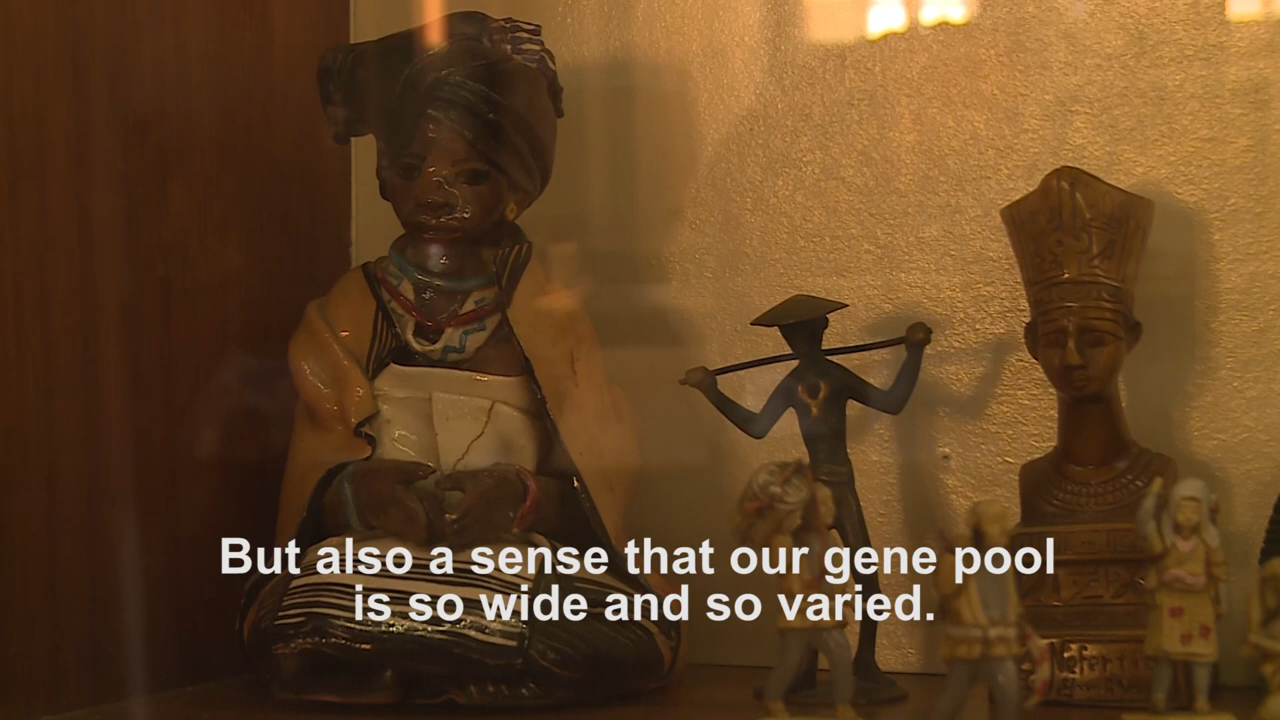 But also a sense that our gene pool
is so wide and so varied.